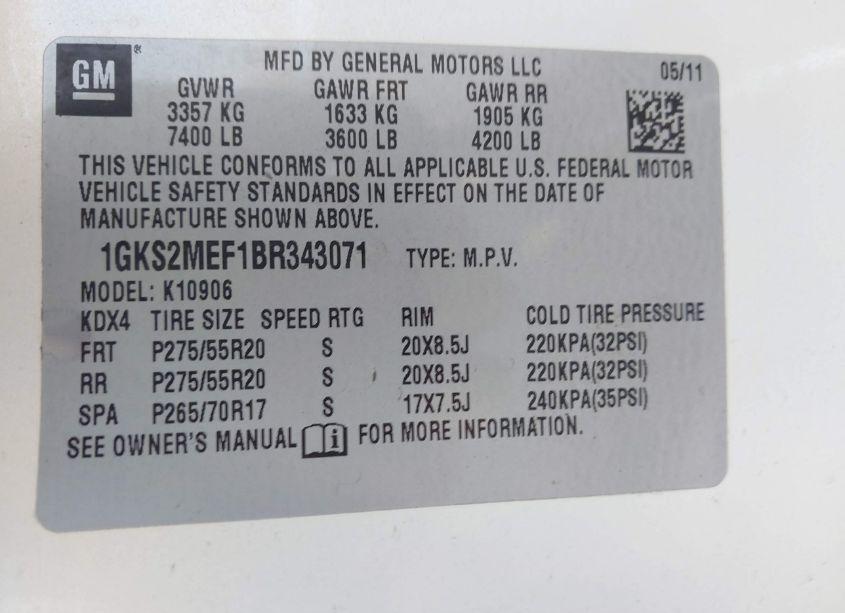 GM ® MFD BY GENERAL MOTORS LLC 05/11
GVWR GAWR FRT GAWR RR
3357 KG 1633 KG 1905 KG
7400 LB 3600 LB 4200 LB
THIS VEHICLE CONFORMS TO ALL APPLICABLE U.S. FEDERAL MOTOR
VEHICLE SAFETY STANDARDS IN EFFECT ON THE DATE OF
MANUFACTURE SHOWN ABOVE.
1GKS2MEF1BR343071 TYPE: M.P.V.
MODEL: K10906
KDX4 TIRE SIZE SPEED RTG RIM COLD TIRE PRESSURE
FRT P275/55R20 S 20X8.5J 220KPA(32PSI)
RR P275/55R20 S 20X8.5J 220KPA(32PSI)
SPA P265/70R17 S 17X7.5J 240KPA(35PSI)
SEE OWNER'S MANUAL i FOR MORE INFORMATION.